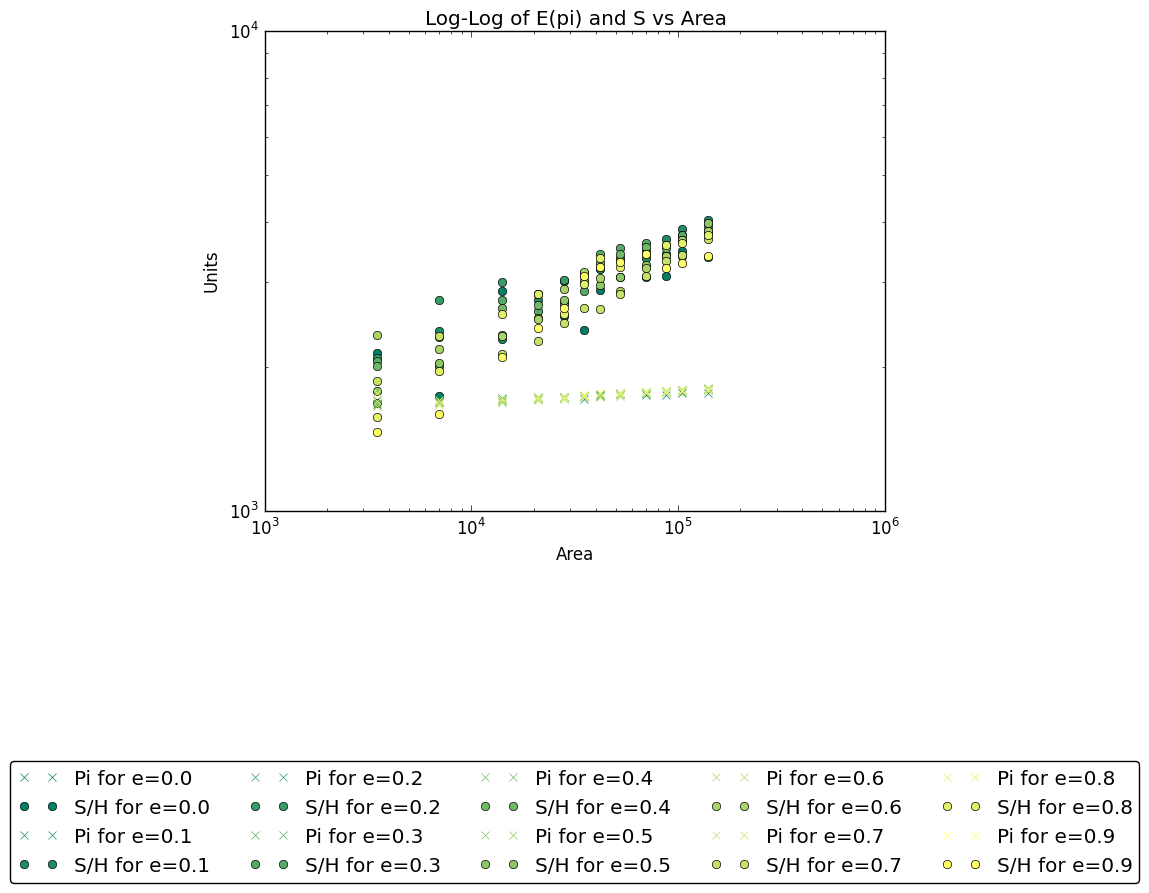 Log-Log of E(pi) and S vs Area
10^4
Units
10^3
10^3 10^4 10^5 10^6
Area
Pi for e=0.0 Pi for e=0.2 Pi for e=0.4 Pi for e=0.6 Pi for e=0.8
S/H for e=0.0 S/H for e=0.2 S/H for e=0.4 S/H for e=0.6 S/H for e=0.8
Pi for e=0.1 Pi for e=0.3 Pi for e=0.5 Pi for e=0.7 Pi for e=0.9
S/H for e=0.1 S/H for e=0.3 S/H for e=0.5 S/H for e=0.7 S/H for e=0.9